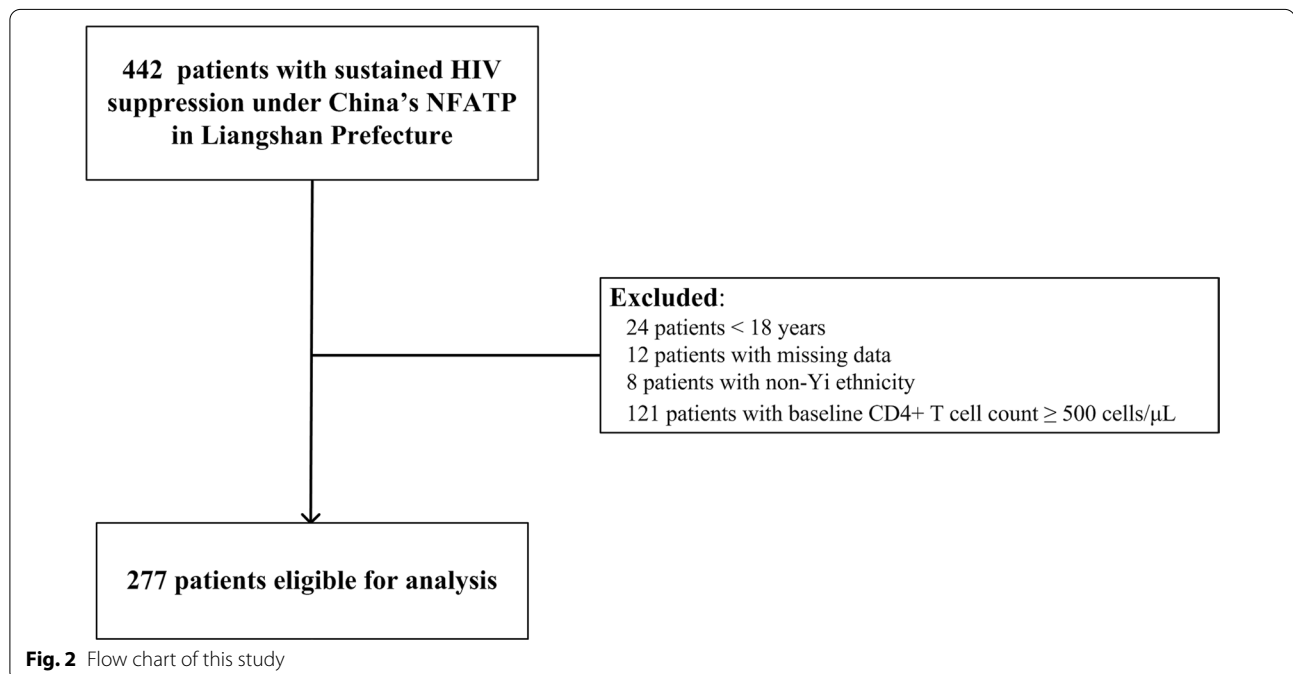 442 patients with sustained HIV
suppression under China's NFATP
in Liangshan Prefecture
Excluded:
24 patients < 18 years
12 patients with missing data
8 patients with non-Yi ethnicity
121 patients with baseline CD4+ T cell count ≥ 500 cells/μL
277 patients eligible for analysis
Fig. 2 Flow chart of this study